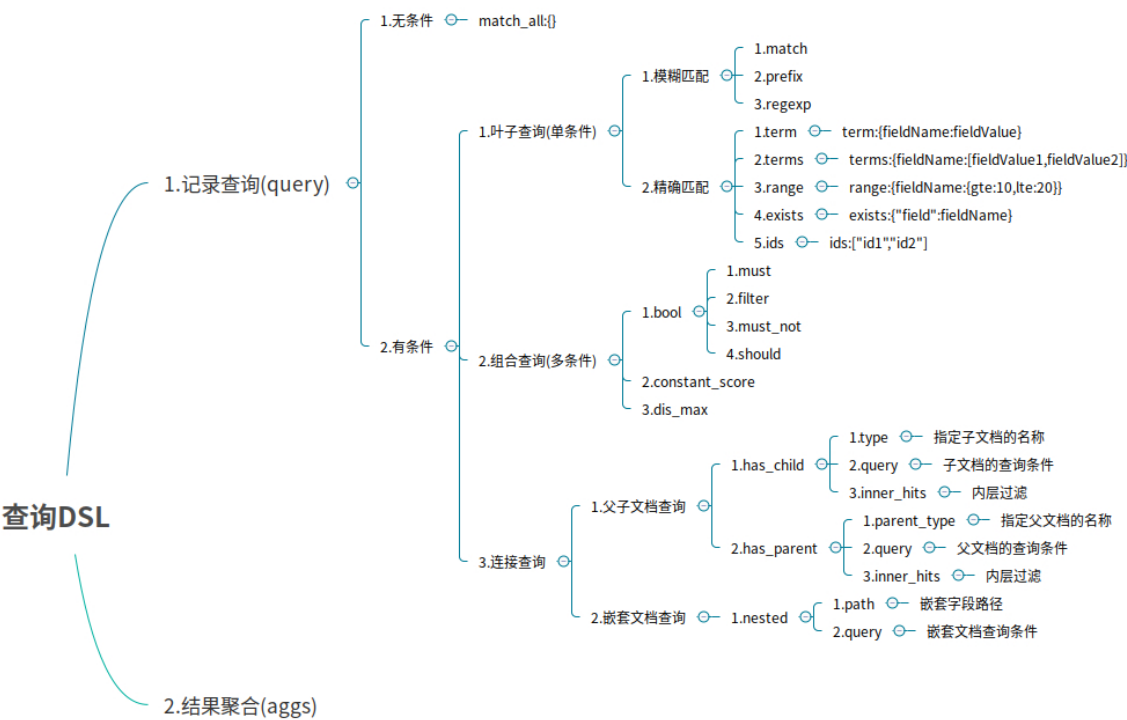 查询DSL
1.记录查询(query)
1.无条件
match_all:{}
2.有条件
1.叶子查询(单条件)
1.模糊匹配
1.match
2.prefix
3.regexp
2.精确匹配
1.term
term:{fieldName:fieldValue}
2.terms
terms:{fieldName:[fieldValue1,fieldValue2]}
3.range
range:{fieldName:{gte:10,lte:20}}
4.exists
exists:{"field":fieldName}
5.ids
ids:["id1","id2"]
2.组合查询(多条件)
1.bool
1.must
2.filter
3.must_not
4.should
2.constant_score
3.dis_max
3.连接查询
1.父子文档查询
1.has_child
1.type
指定子文档的名称
2.query
子文档的查询条件
3.inner_hits
内层过滤
2.has_parent
1.parent_type
指定父文档的名称
2.query
父文档的查询条件
3.inner_hits
内层过滤
2.嵌套文档查询
1.nested
1.path
嵌套字段路径
2.query
嵌套文档查询条件
2.结果聚合(aggs)